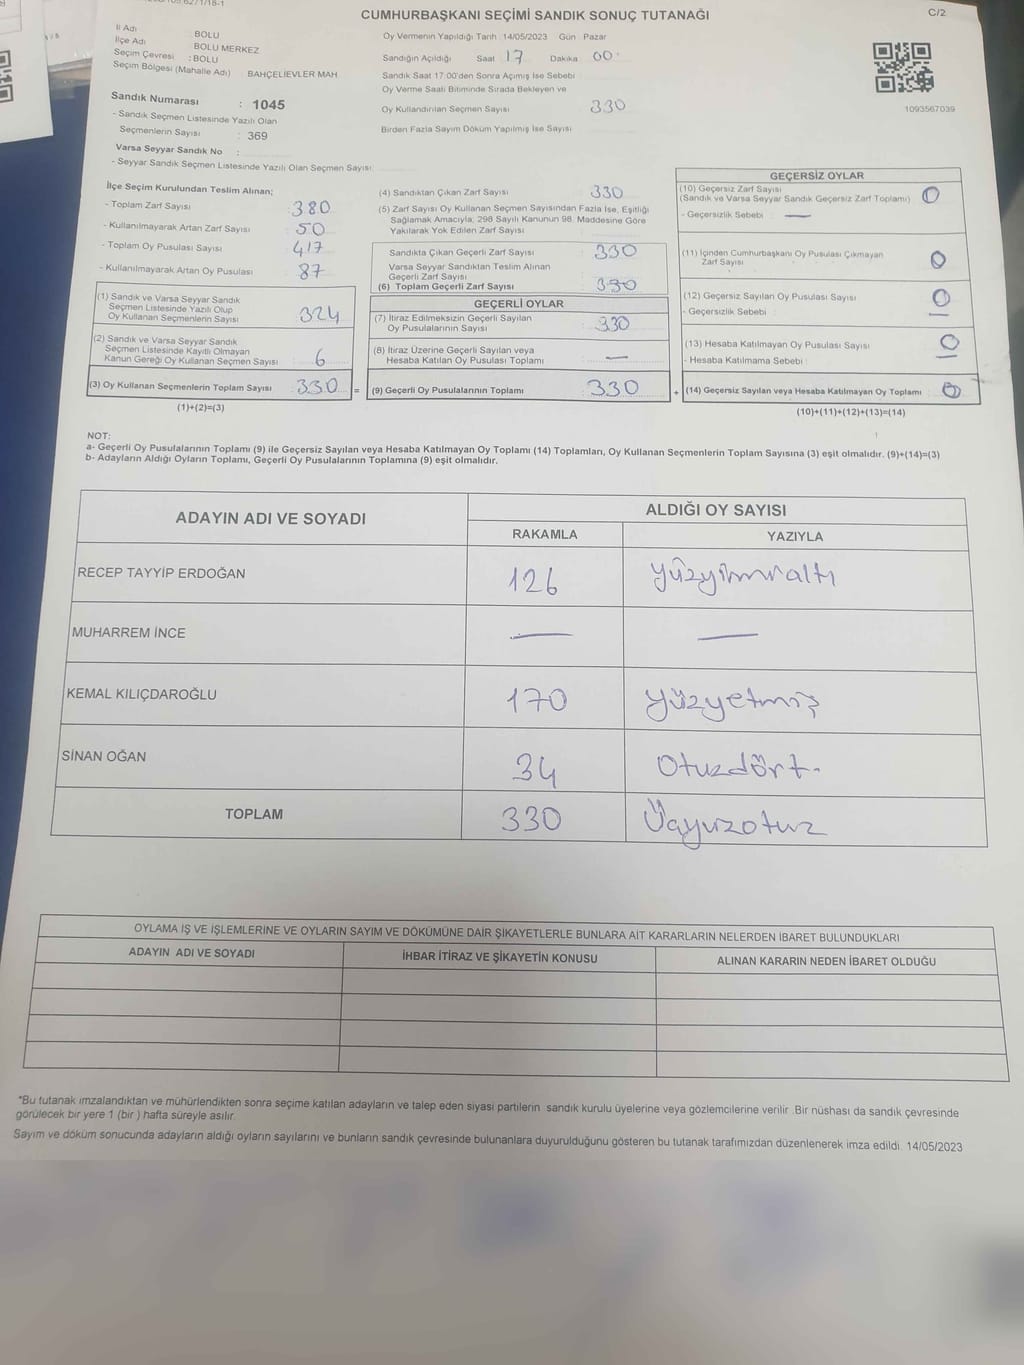 CUMHURBAŞKANI SEÇİMİ SANDIK SONUÇ TUTANAĞI
C/2
İl Adı : BOLU
İlçe Adı : BOLU MERKEZ
Seçim Çevresi : BOLU
Seçim Bölgesi (Mahalle Adı) : BAHÇELİEVLER MAH.
Sandık Numarası : 1045
- Sandık Seçmen Listesinde Yazılı Olan
Seçmenlerin Sayısı : 369
Varsa Seyyar Sandık No :
- Seyyar Sandık Seçmen Listesinde Yazılı Olan Seçmen Sayısı:
Oy Vermenin Yapıldığı Tarih :14/05/2023 Gün : Pazar
Sandığın Açıldığı Saat 17 Dakika 00
Sandık Saat 17:00'den Sonra Açımış İse Sebebi
Oy Verme Saati Bitiminde Sırada Bekleyen ve
Oy Kullandırılan Seçmen Sayısı 330
Birden Fazla Sayım Döküm Yapılmış İse Sayısı
1093567039
İlçe Seçim Kurulundan Teslim Alınan;
- Toplam Zarf Sayısı : 380
- Kullanılmayarak Artan Zarf Sayısı : 50
- Toplam Oy Pusulası Sayısı : 417
- Kullanılmayarak Artan Oy Pusulası : 87
(1) Sandık ve Varsa Seyyar Sandık
Seçmen Listesinde Yazılı Olup
Oy Kullanan Seçmenlerin Sayısı : 324
(2) Sandık ve Varsa Seyyar Sandık
Seçmen Listesinde Kayıtlı Olmayan
Kanun Gereği Oy Kullanan Seçmen Sayısı : 6
(3) Oy Kullanan Seçmenlerin Toplam Sayısı : 330 =
(1)+(2)=(3)
(4) Sandıktan Çıkan Zarf Sayısı : 330
(5) Zarf Sayısı Oy Kullanan Seçmen Sayısından Fazla İse, Eşitliği
Sağlamak Amacıyla; 298 Sayılı Kanunun 98. Maddesine Göre
Yakılarak Yok Edilen Zarf Sayısı
Sandıkta Çıkan Geçerli Zarf Sayısı : 330
Varsa Seyyar Sandıktan Teslim Alınan
Geçerli Zarf Sayısı
(6) Toplam Geçerli Zarf Sayısı : 330
GEÇERLİ OYLAR
(7) İtiraz Edilmeksizin Geçerli Sayılan
Oy Pusulalarının Sayısı : 330
(8) İtiraz Üzerine Geçerli Sayılan veya
Hesaba Katılan Oy Pusulası Toplamı : —
(9) Geçerli Oy Pusulalarının Toplamı : 330 +
GEÇERSİZ OYLAR
(10) Geçersiz Zarf Sayısı : 0
(Sandık ve Varsa Seyyar Sandık Geçersiz Zarf Toplamı)
- Geçersizlik Sebebi : —
(11) İçinden Cumhurbaşkanı Oy Pusulası Çıkmayan
Zarf Sayısı : 0
(12) Geçersiz Sayılan Oy Pusulası Sayısı : 0
- Geçersizlik Sebebi : —
(13) Hesaba Katılmayan Oy Pusulası Sayısı : 0
- Hesaba Katılmama Sebebi : —
(14) Geçersiz Sayılan veya Hesaba Katılmayan Oy Toplamı : 0
(10)+(11)+(12)+(13)=(14)
NOT:
a- Geçerli Oy Pusulalarının Toplamı (9) ile Geçersiz Sayılan veya Hesaba Katılmayan Oy Toplamı (14) Toplamları, Oy Kullanan Seçmenlerin Toplam Sayısına (3) eşit olmalıdır. (9)+(14)=(3)
b- Adayların Aldığı Oyların Toplamı, Geçerli Oy Pusulalarının Toplamına (9) eşit olmalıdır.
ADAYIN ADI VE SOYADI
ALDIĞI OY SAYISI
RAKAMLA YAZIYLA
RECEP TAYYİP ERDOĞAN 126 yüzyirmialtı
MUHARREM İNCE — —
KEMAL KILIÇDAROĞLU 170 yüzyetmiş
SİNAN OĞAN 34 Otuzdört.
TOPLAM 330 Üçyüzotuz
OYLAMA İŞ VE İŞLEMLERİNE VE OYLARIN SAYIM VE DÖKÜMÜNE DAİR ŞİKAYETLERLE BUNLARA AİT KARARLARIN NELERDEN İBARET BULUNDUKLARI
ADAYIN ADI VE SOYADI İHBAR İTİRAZ VE ŞİKAYETİN KONUSU ALINAN KARARIN NEDEN İBARET OLDUĞU
*Bu tutanak imzalandıktan ve mühürlendikten sonra seçime katılan adayların ve talep eden siyasi partilerin sandık kurulu üyelerine veya gözlemcilerine verilir .Bir nüshası da sandık çevresinde
görülecek bir yere 1 (bir ) hafta süreyle asılır.
Sayım ve döküm sonucunda adayların aldığı oyların sayılarını ve bunların sandık çevresinde bulunanlara duyurulduğunu gösteren bu tutanak tarafımızdan düzenlenerek imza edildi. 14/05/2023